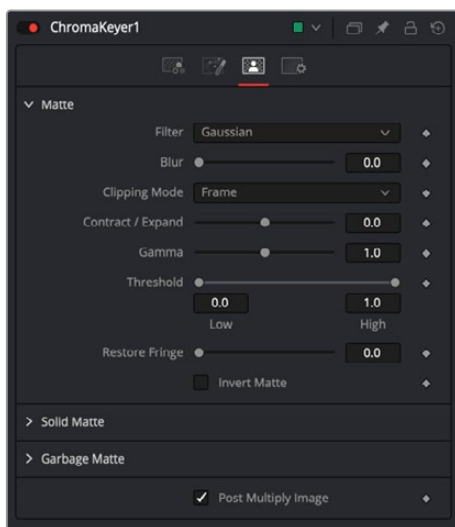 ChromaKeyer1
Matte
Filter Gaussian
Blur 0.0
Clipping Mode Frame
Contract / Expand 0.0
Gamma 1.0
Threshold
0.0 1.0
Low High
Restore Fringe 0.0
Invert Matte
Solid Matte
Garbage Matte
Post Multiply Image